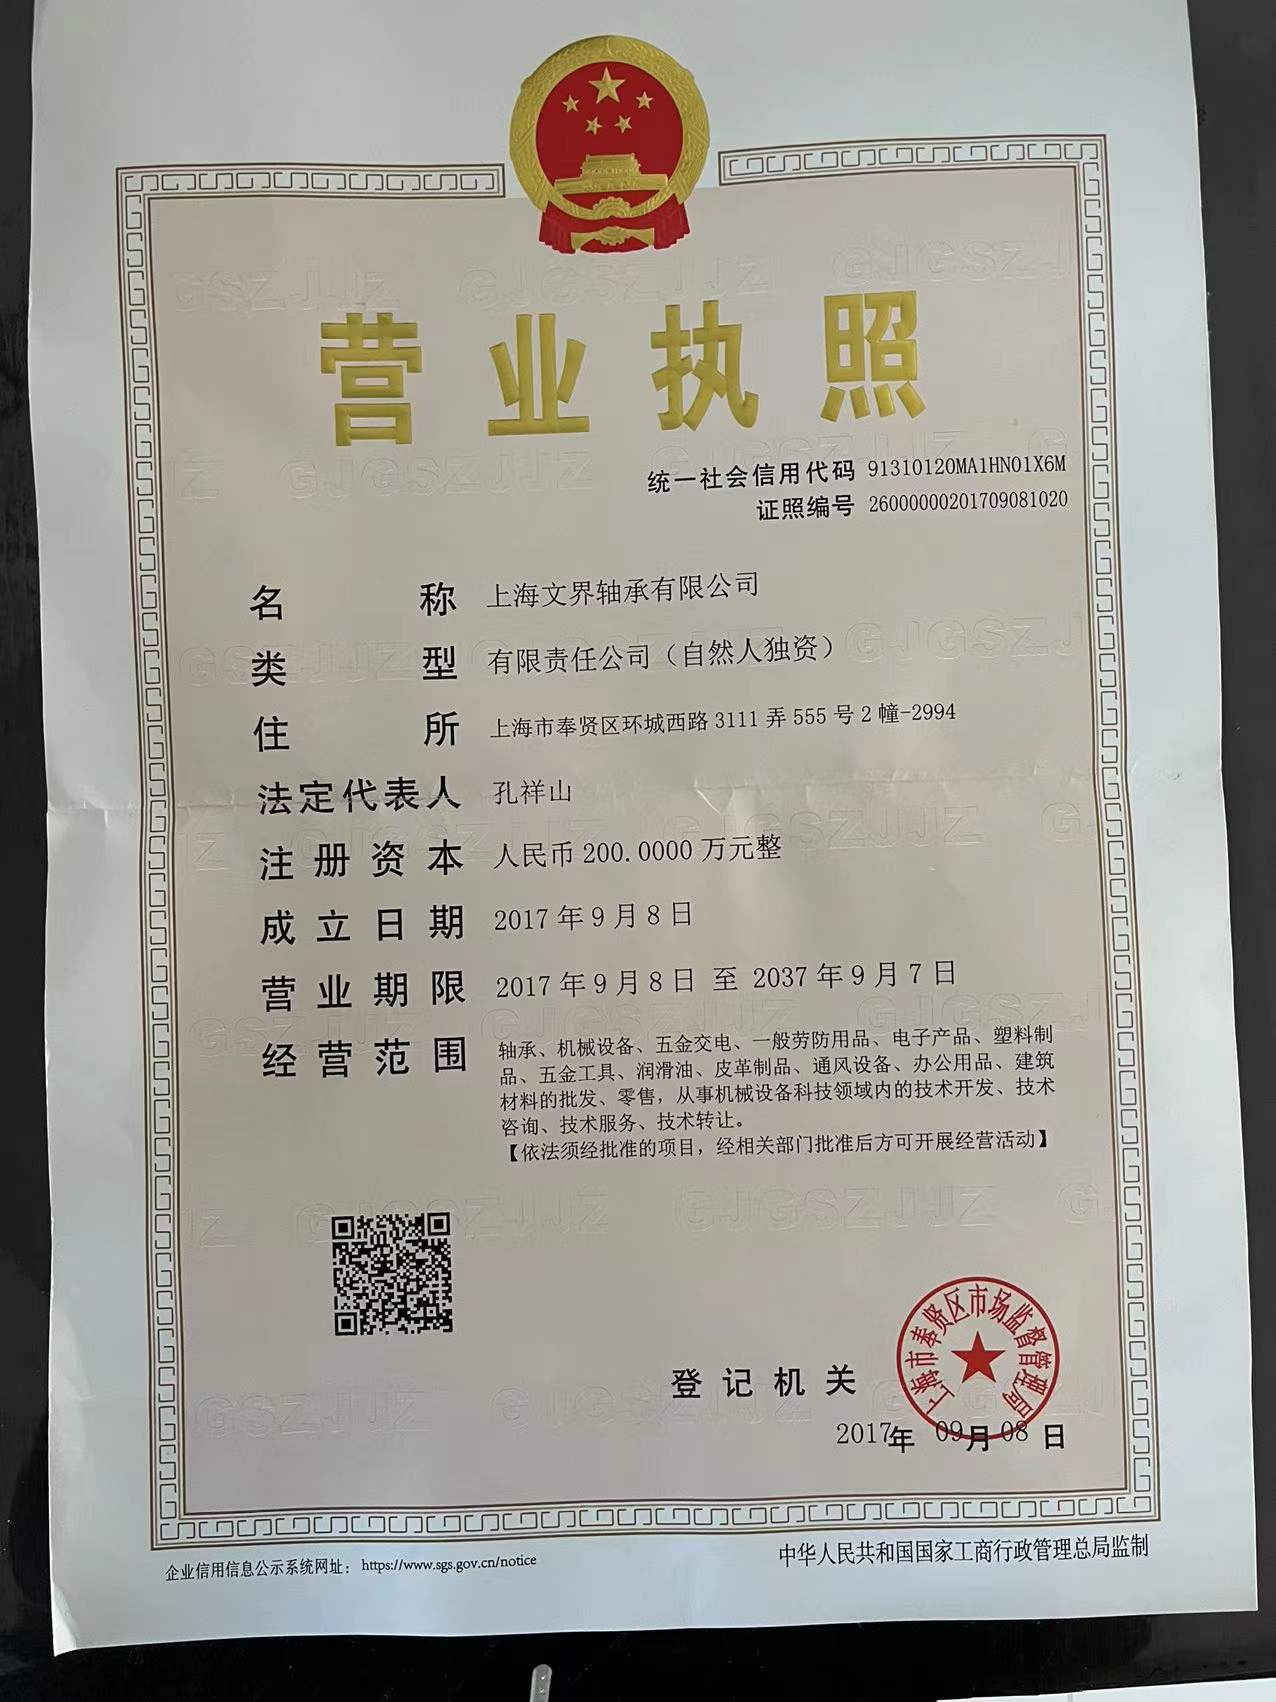 营业执照
统一社会信用代码 91310120MA1HN01X6M
证照编号 26000000201709081020
名称 上海文界轴承有限公司
类型 有限责任公司（自然人独资）
住所 上海市奉贤区环城西路3111弄555号2幢-2994
法定代表人 孔祥山
注册资本 人民币200.0000万元整
成立日期 2017年9月8日
营业期限 2017年9月8日 至 2037年9月7日
经营范围 轴承、机械设备、五金交电、一般劳防用品、电子产品、塑料制
品、五金工具、润滑油、皮革制品、通风设备、办公用品、建筑
材料的批发、零售，从事机械设备科技领域内的技术开发、技术
咨询、技术服务、技术转让。
【依法须经批准的项目，经相关部门批准后方可开展经营活动】
上海市奉贤区市场监督管理局
登记机关
2017年 09月 08日
企业信用信息公示系统网址： https://www.sgs.gov.cn/notice
中华人民共和国国家工商行政管理总局监制